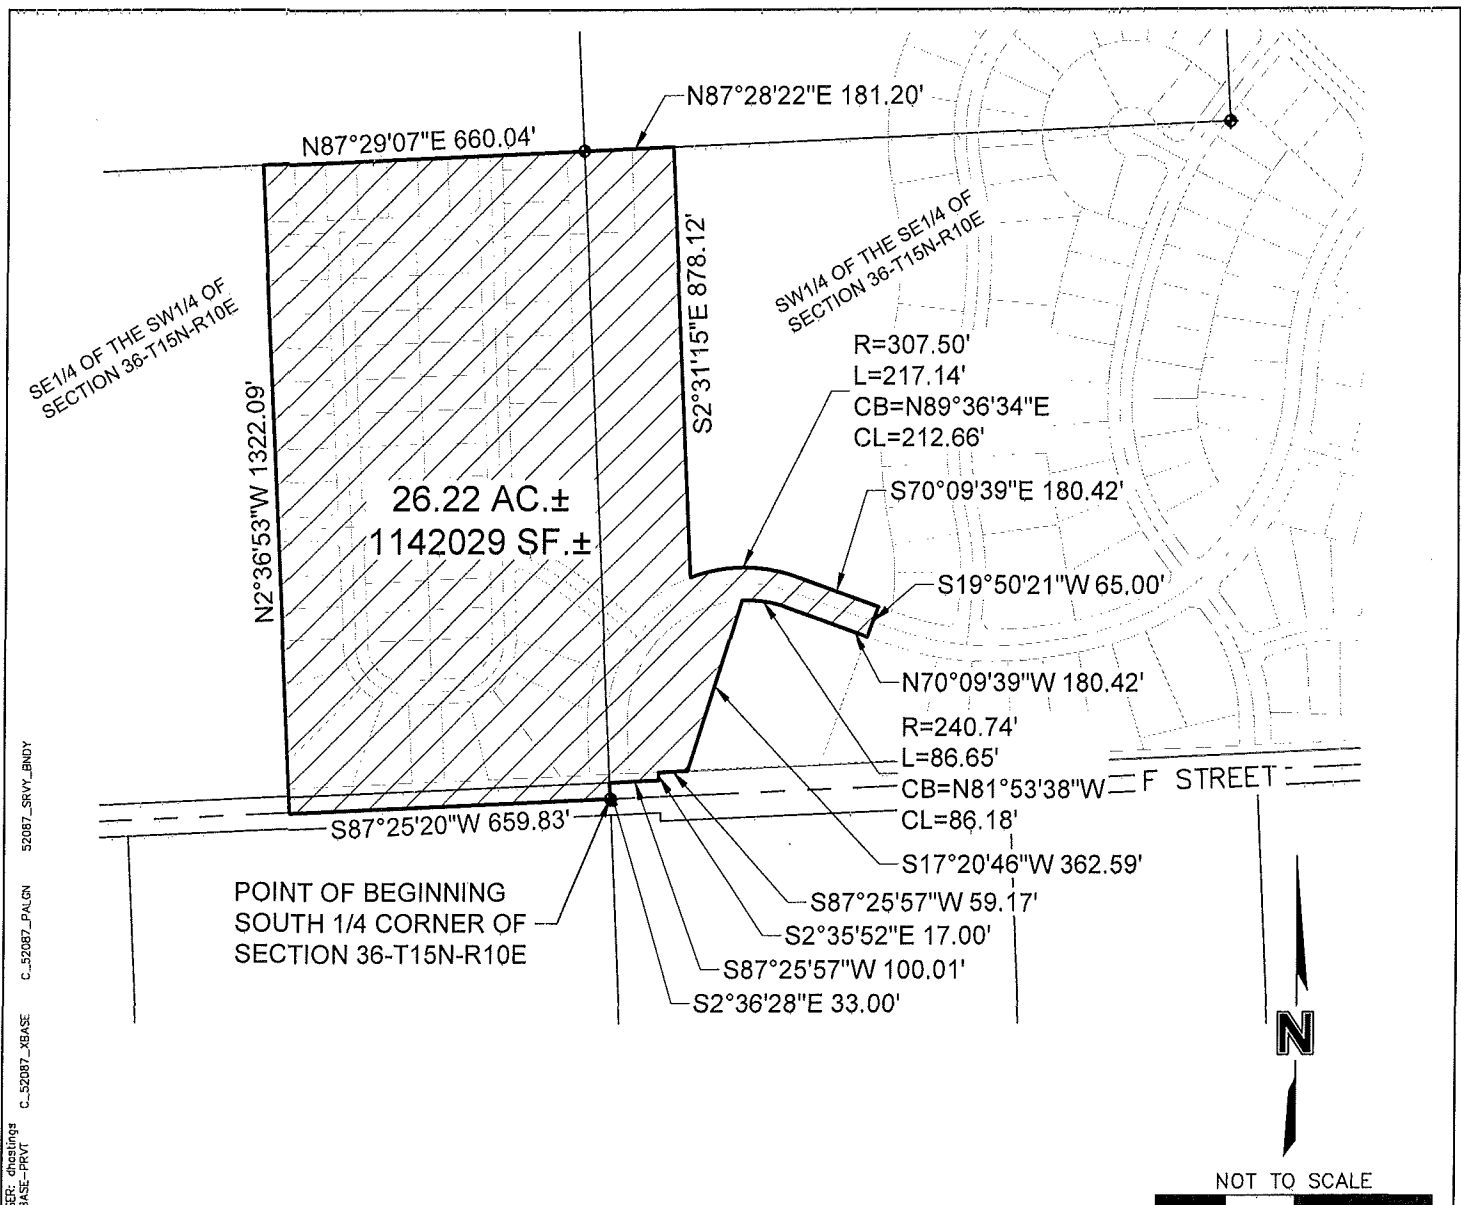 N87°28'22"E 181.20'
N87°29'07"E 660.04'
SE1/4 OF THE SW1/4 OF
SECTION 36-T15N-R10E
SW1/4 OF THE SE1/4 OF
SECTION 36-T15N-R10E
S2°31'15"E 878.12'
N2°36'53"W 1322.09'
R=307.50'
L=217.14'
CB=N89°36'34"E
CL=212.66'
26.22 AC.±
1142029 SF.±
S70°09'39"E 180.42'
S19°50'21"W 65.00'
N70°09'39"W 180.42'
R=240.74'
L=86.65'
CB=N81°53'38"W
CL=86.18'
F STREET
S87°25'20"W 659.83'
S17°20'46"W 362.59'
S87°25'57"W 59.17'
S2°35'52"E 17.00'
S87°25'57"W 100.01'
S2°36'28"E 33.00'
POINT OF BEGINNING
SOUTH 1/4 CORNER OF
SECTION 36-T15N-R10E
N
NOT TO SCALE
SER: dhastings C_52087_XBASE C_52087_PALGN 52087_SRVY_BNDY
BASE-PRVT